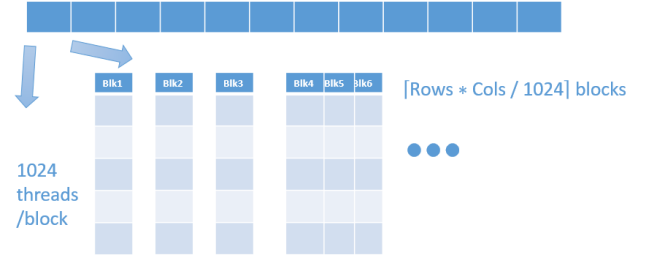 Blk1 Blk2 Blk3 Blk4 Blk5 Blk6
⌈Rows ∗ Cols / 1024⌉ blocks
1024
threads
/block